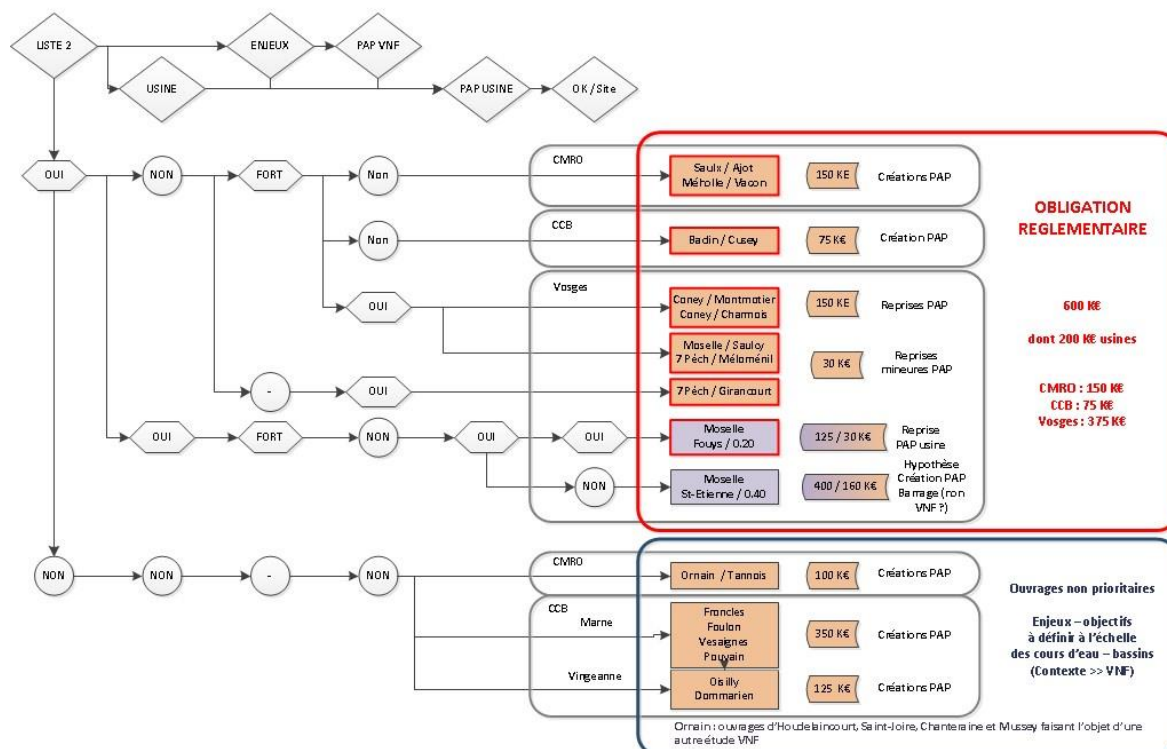 LISTE 2
ENJEUX
PAP VNF
USINE
PAP USINE
OK / Site
OUI
NON
FORT
Non
CMRO
Saulx / Ajot
Méholle / Vacon
150 KE
Créations PAP
Non
CCB
Badin / Cusey
75 K€
Création PAP
OBLIGATION
REGLEMENTAIRE
600 K€
dont 200 K€ usines
CMRO : 150 K€
CCB : 75 K€
Vosges : 375 K€
Vosges
OUI
Coney / Montmotier
Coney / Charmois
150 KE
Reprises PAP
Moselle / Saulcy
7 Pêch / Méloménil
30 K€
Reprises
mineures PAP
-
OUI
7 Pêch / Girancourt
OUI
FORT
NON
OUI
OUI
Moselle
Fouys / 0.20
125 / 30 K€
Reprise
PAP usine
NON
Moselle
St-Etienne / 0.40
400 / 160 K€
Hypothèse
Création PAP
Barrage (non
VNF ?)
NON
NON
-
NON
CMRO
Ornain / Tannois
100 K€
Créations PAP
CCB
Marne
Francles
Foulon
Vesaignes
Pouvain
350 K€
Créations PAP
Vingeanne
Oisilly
Dommarien
125 K€
Créations PAP
Ouvrages non prioritaires
Enjeux – objectifs
à définir à l'échelle
des cours d'eau – bassins
(Contexte >> VNF)
Ornain : ouvrages d'Houdelaincourt, Saint-Joire, Chanteraine et Mussey faisant l'objet d'une
autre étude VNF